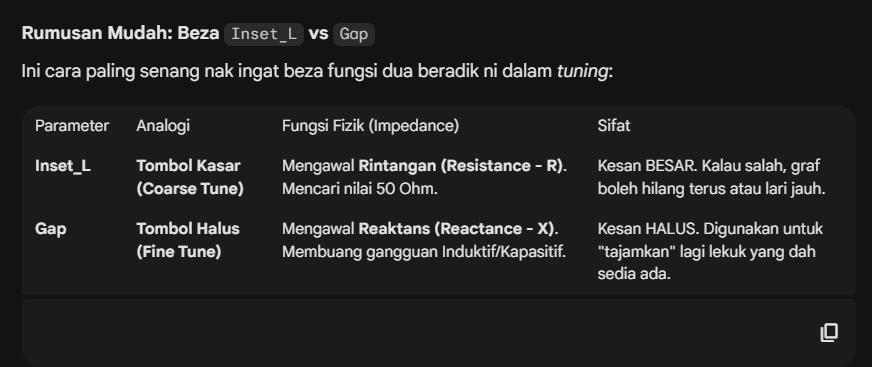 Rumusan Mudah: Beza Inset_L vs Gap
Ini cara paling senang nak ingat beza fungsi dua beradik ni dalam tuning:
Parameter Analogi Fungsi Fizik (Impedance) Sifat
Inset_L Tombol Kasar Mengawal Rintangan (Resistance - R). Kesan BESAR. Kalau salah, graf
(Coarse Tune) Mencari nilai 50 Ohm. boleh hilang terus atau lari jauh.
Gap Tombol Halus Mengawal Reaktans (Reactance - X). Kesan HALUS. Digunakan untuk
(Fine Tune) Membuang gangguan Induktif/Kapasitif. "tajamkan" lagi lekuk yang dah
sedia ada.